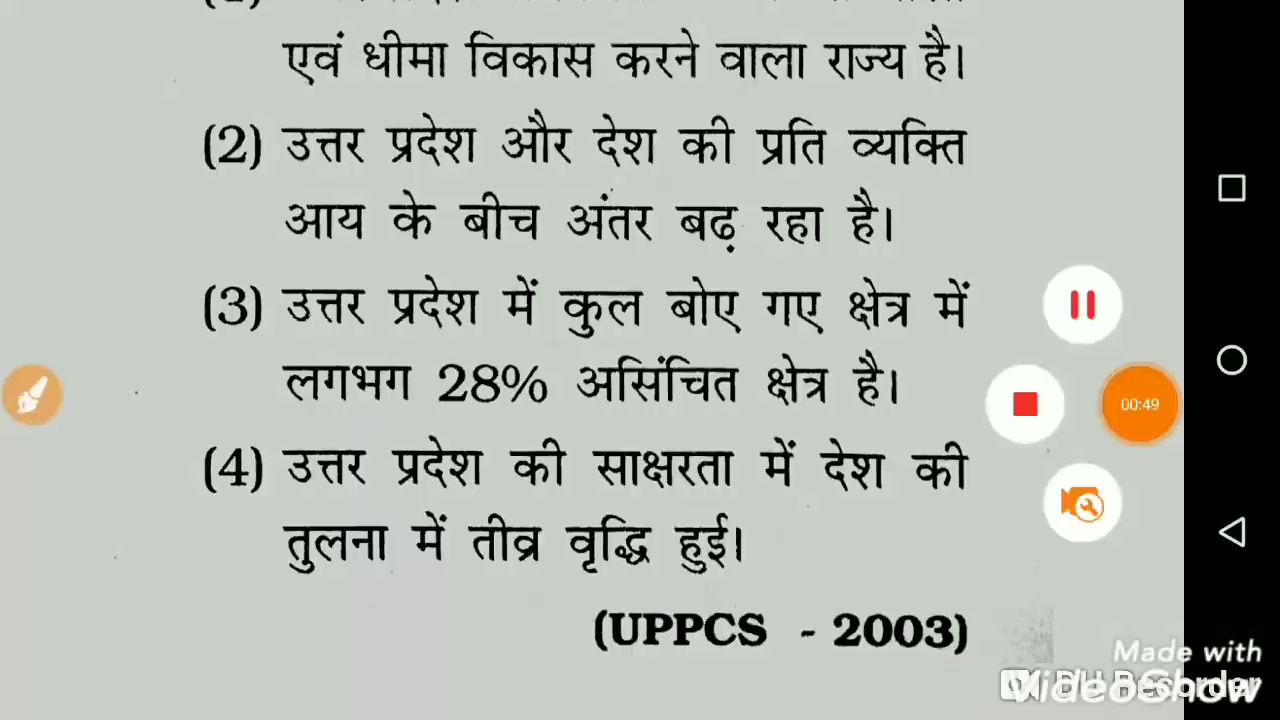 एवं धीमा विकास करने वाला राज्य है।
(2) उत्तर प्रदेश और देश की प्रति व्यक्ति
आय के बीच अंतर बढ़ रहा है।
(3) उत्तर प्रदेश में कुल बोए गए क्षेत्र में
लगभग 28% असिंचित क्षेत्र है।
(4) उत्तर प्रदेश की साक्षरता में देश की
तुलना में तीव्र वृद्धि हुई।
(UPPCS - 2003)
00:49
Made with
VideoShow